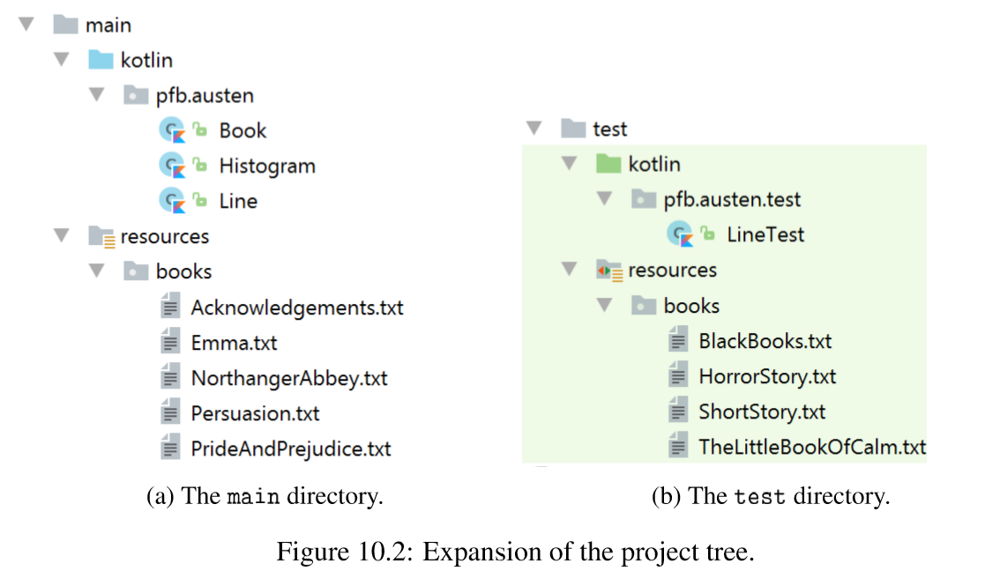 main
kotlin
pfb.austen
Book
Histogram
Line
resources
books
Acknowledgements.txt
Emma.txt
NorthangerAbbey.txt
Persuasion.txt
PrideAndPrejudice.txt
(a) The main directory.
test
kotlin
pfb.austen.test
LineTest
resources
books
BlackBooks.txt
HorrorStory.txt
ShortStory.txt
TheLittleBookOfCalm.txt
(b) The test directory.
Figure 10.2: Expansion of the project tree.